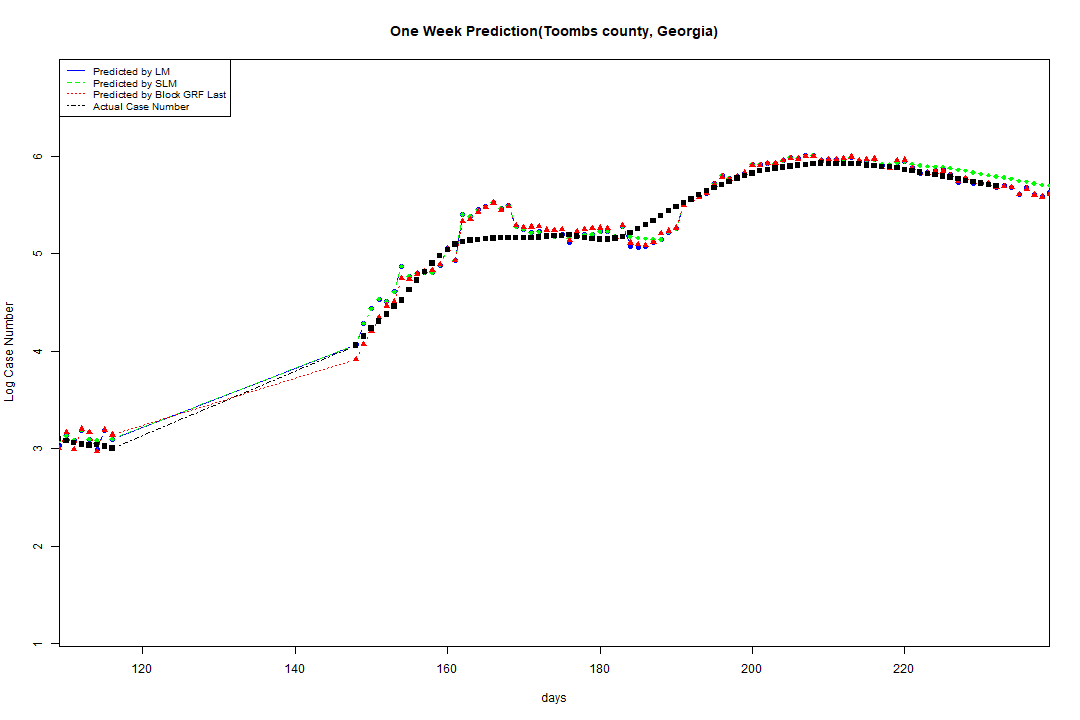 One Week Prediction(Toombs county, Georgia)
Predicted by LM
Predicted by SLM
Predicted by Block GRF Last
Actual Case Number
6
5
4
3
2
1
Log Case Number
120 140 160 180 200 220
days